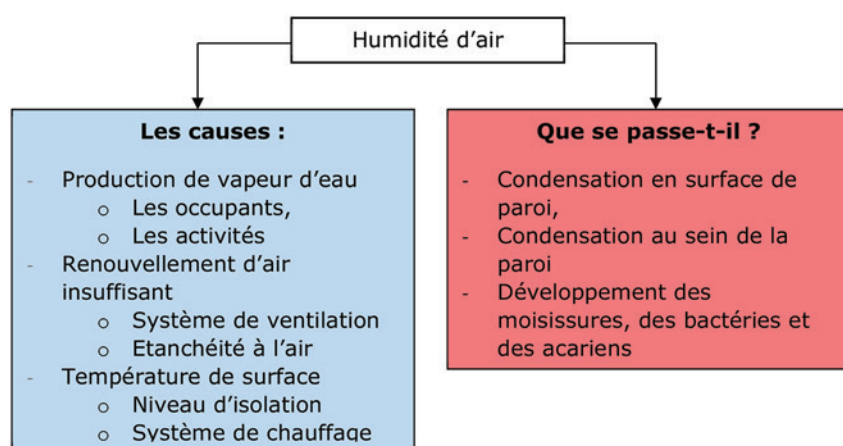 Humidité d’air
Les causes :
- Production de vapeur d’eau
o Les occupants,
o Les activités
- Renouvellement d’air
insuffisant
o Système de ventilation
o Etanchéité à l’air
- Température de surface
o Niveau d’isolation
o Système de chauffage
Que se passe-t-il ?
- Condensation en surface de
paroi,
- Condensation au sein de la
paroi
- Développement des
moisissures, des bactéries et
des acariens